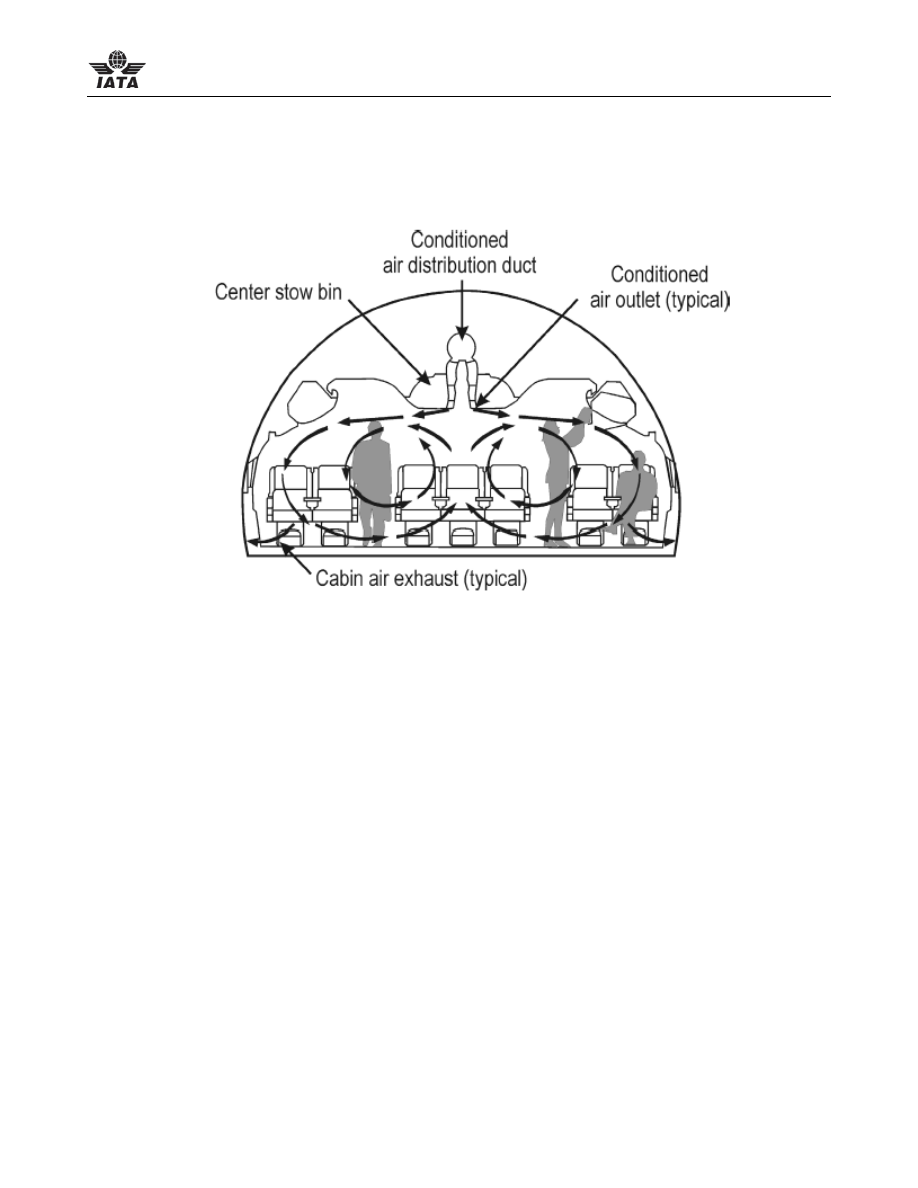 IATA
Conditioned
air distribution duct
Conditioned
air outlet (typical)
Center stow bin
Cabin air exhaust (typical)